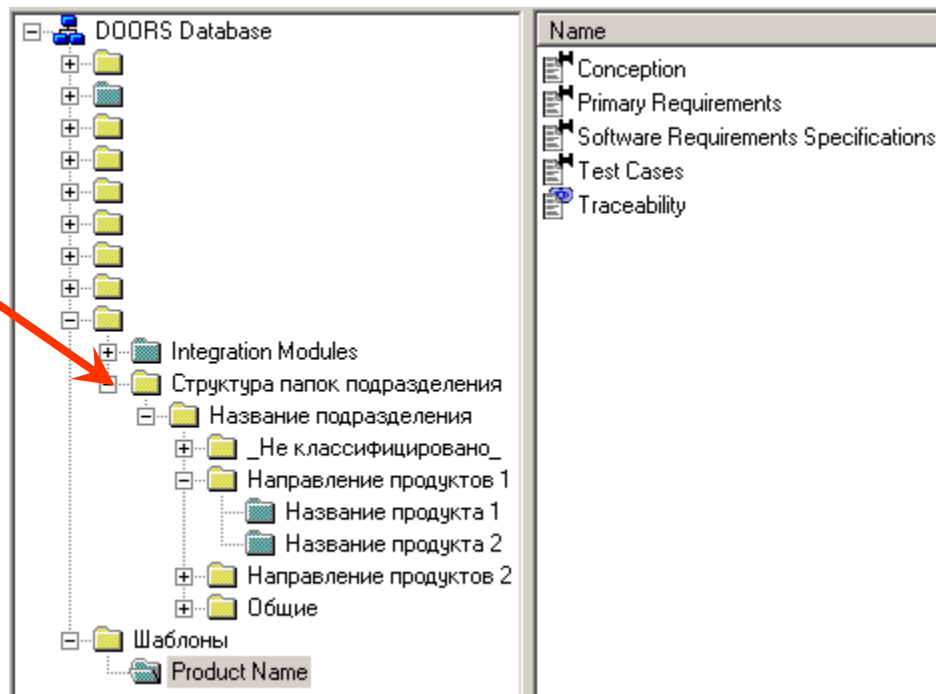 DOORS Database
Integration Modules
Структура папок подразделения
Название подразделения
_Не классифицировано_
Направление продуктов 1
Название продукта 1
Название продукта 2
Направление продуктов 2
Общие
Шаблоны
Product Name
Name
Conception
Primary Requirements
Software Requirements Specifications
Test Cases
Traceability